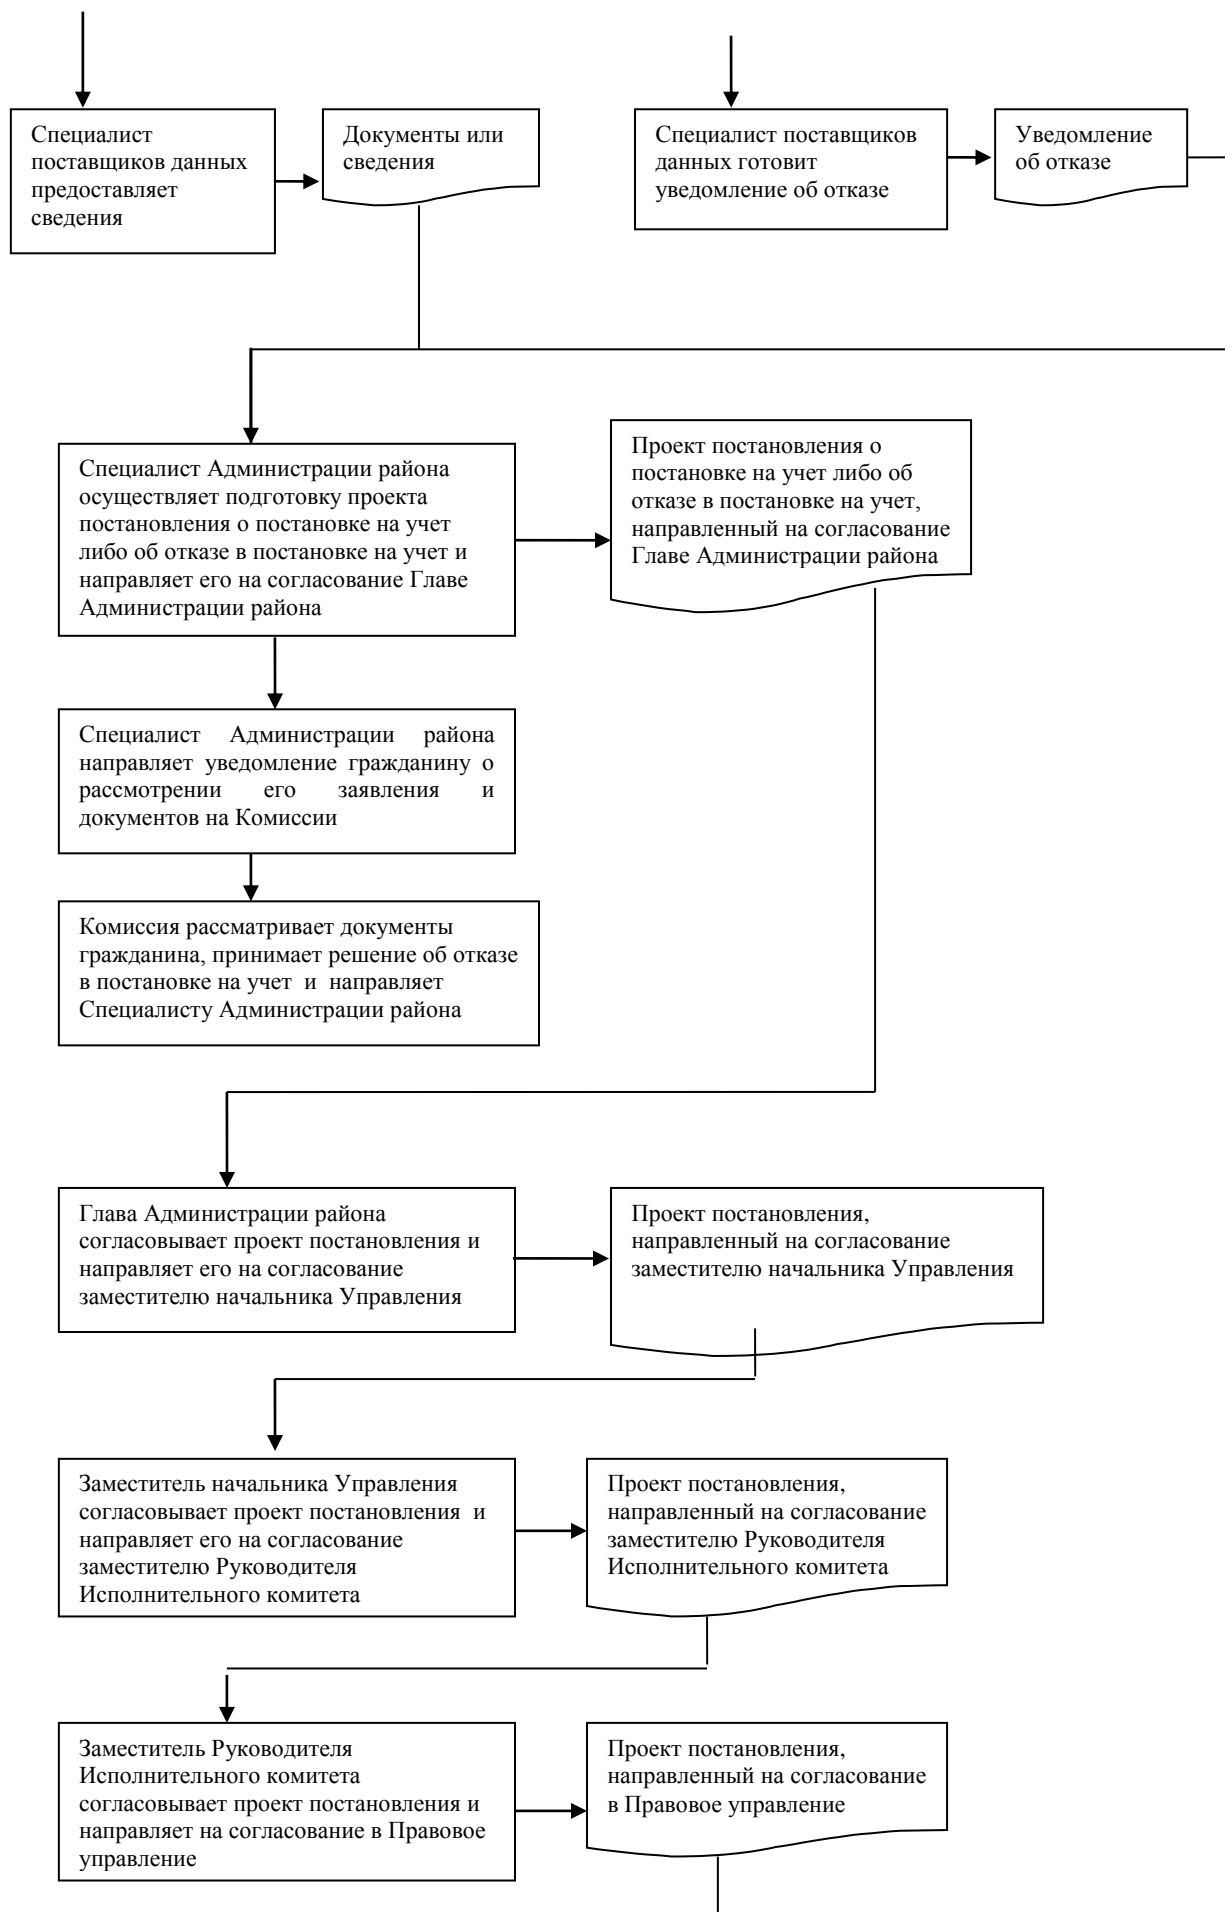 Специалист
поставщиков данных
предоставляет
сведения
Документы или
сведения
Специалист поставщиков
данных готовит
уведомление об отказе
Уведомление
об отказе
Специалист Администрации района
осуществляет подготовку проекта
постановления о постановке на учет
либо об отказе в постановке на учет и
направляет его на согласование Главе
Администрации района
Проект постановления о
постановке на учет либо об
отказе в постановке на учет,
направленный на согласование
Главе Администрации района
Специалист Администрации района
направляет уведомление гражданину о
рассмотрении его заявления и
документов на Комиссии
Комиссия рассматривает документы
гражданина, принимает решение об отказе
в постановке на учет и направляет
Специалисту Администрации района
Глава Администрации района
согласовывает проект постановления и
направляет его на согласование
заместителю начальника Управления
Проект постановления,
направленный на согласование
заместителю начальника Управления
Заместитель начальника Управления
согласовывает проект постановления и
направляет его на согласование
заместителю Руководителя
Исполнительного комитета
Проект постановления,
направленный на согласование
заместителю Руководителя
Исполнительного комитета
Заместитель Руководителя
Исполнительного комитета
согласовывает проект постановления и
направляет на согласование в Правовое
управление
Проект постановления,
направленный на согласование
в Правовое управление